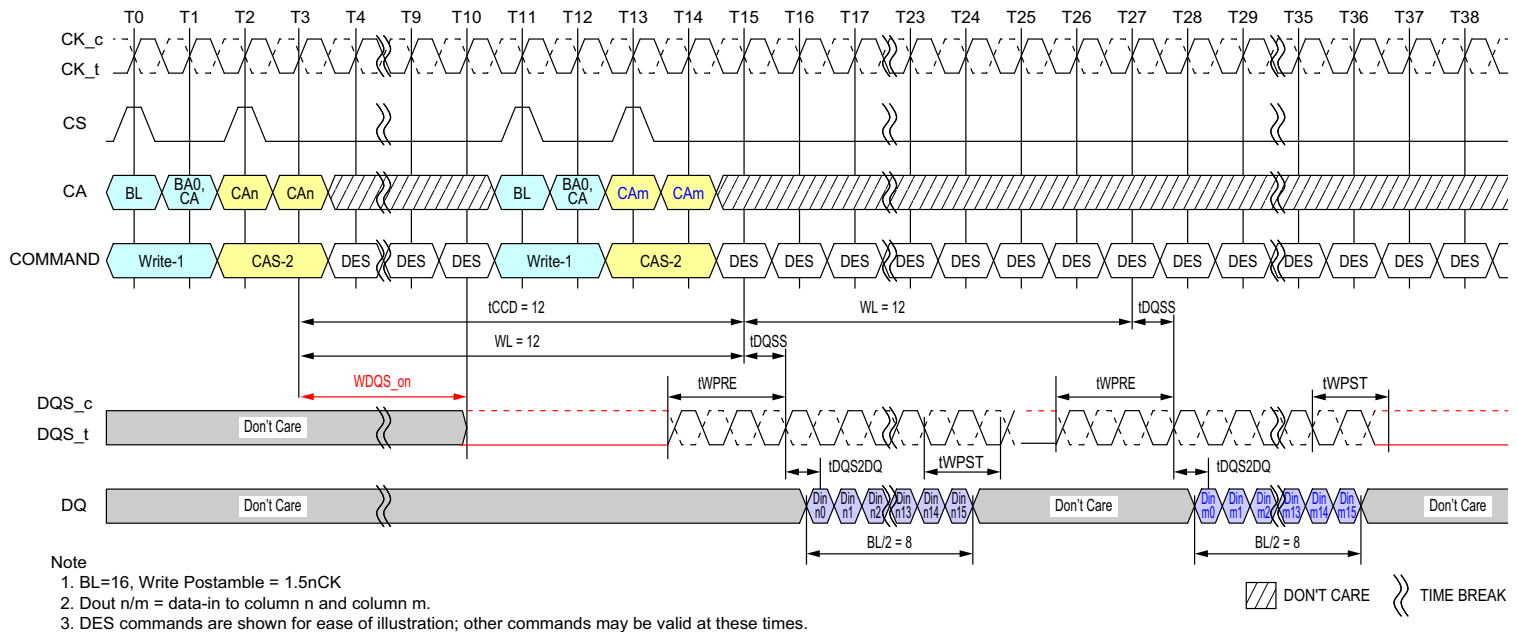 T0 T1 T2 T3 T4 T9 T10 T11 T12 T13 T14 T15 T16 T17 T23 T24 T25 T26 T27 T28 T29 T35 T36 T37 T38
CK_c
CK_t
CS
CA BL BA0, CA CAn CAn BL BA0, CA CAm CAm
COMMAND Write-1 CAS-2 DES DES DES Write-1 CAS-2 DES DES DES DES DES DES DES DES DES DES DES DES DES DES
tCCD = 12 WL = 12 tDQSS
WL = 12 tDQSS
WDQS_on tWPRE tWPRE tWPST
DQS_c
DQS_t Don't Care
tDQS2DQ tWPST tDQS2DQ
DQ Don't Care Din n0 Din n1 Din n2 Din n13 Din n14 Din n15 Don't Care Din m0 Din m1 Din m2 Din m13 Din m14 Din m15 Don't Care
BL/2 = 8 BL/2 = 8
Note
1. BL=16, Write Postamble = 1.5nCK
2. Dout n/m = data-in to column n and column m.
3. DES commands are shown for ease of illustration; other commands may be valid at these times.
DON'T CARE TIME BREAK